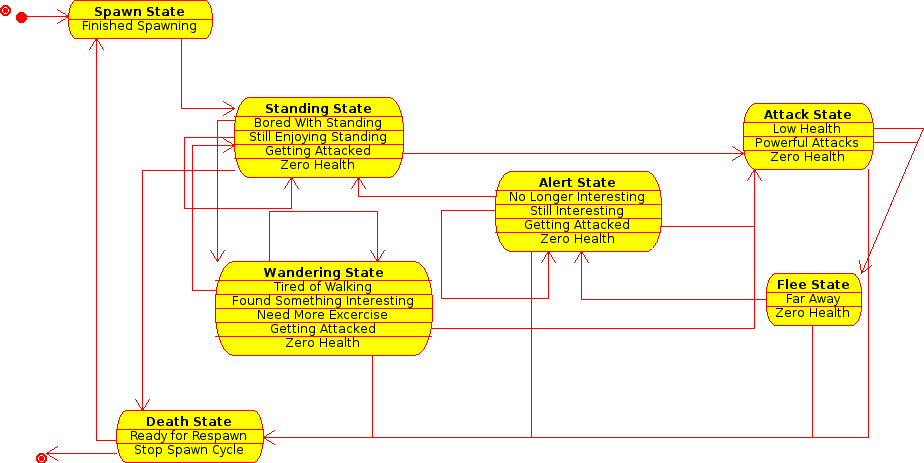 Spawn State
Finished Spawning
Standing State
Bored WIth Standing
Still Enjoying Standing
Getting Attacked
Zero Health
Attack State
Low Health
Powerful Attacks
Zero Health
Alert State
No Longer Interesting
Still Interesting
Getting Attacked
Zero Health
Wandering State
Tired of Walking
Found Something Interesting
Need More Excercise
Getting Attacked
Zero Health
Flee State
Far Away
Zero Health
Death State
Ready for Respawn
Stop Spawn Cycle